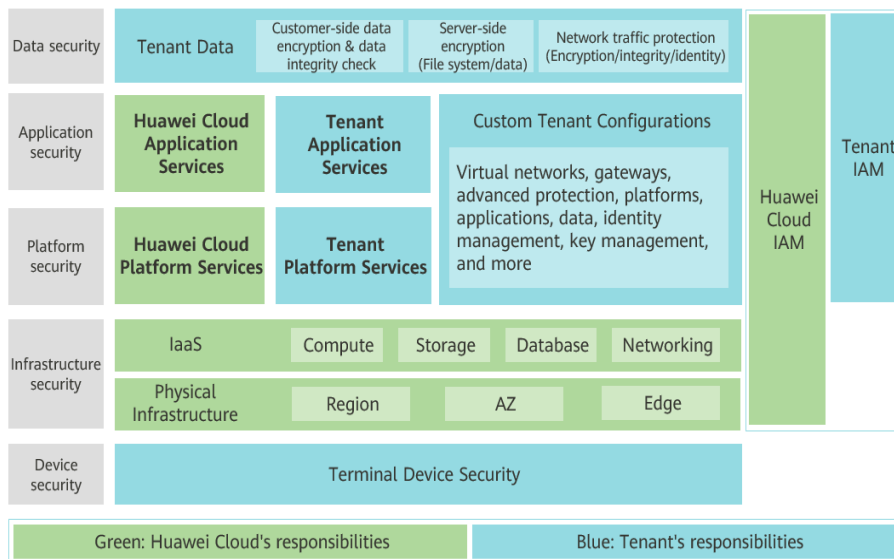 Data security
Tenant Data
Customer-side data
encryption & data
integrity check
Server-side
encryption
(File system/data)
Network traffic protection
(Encryption/integrity/identity)
Application
security
Huawei Cloud
Application
Services
Tenant
Application
Services
Custom Tenant Configurations
Virtual networks, gateways,
advanced protection, platforms,
applications, data, identity
management, key management,
and more
Platform
security
Huawei Cloud
Platform Services
Tenant
Platform Services
Huawei
Cloud
IAM
Tenant
IAM
Infrastructure
security
IaaS
Compute
Storage
Database
Networking
Physical
Infrastructure
Region
AZ
Edge
Device
security
Terminal Device Security
Green: Huawei Cloud's responsibilities
Blue: Tenant's responsibilities